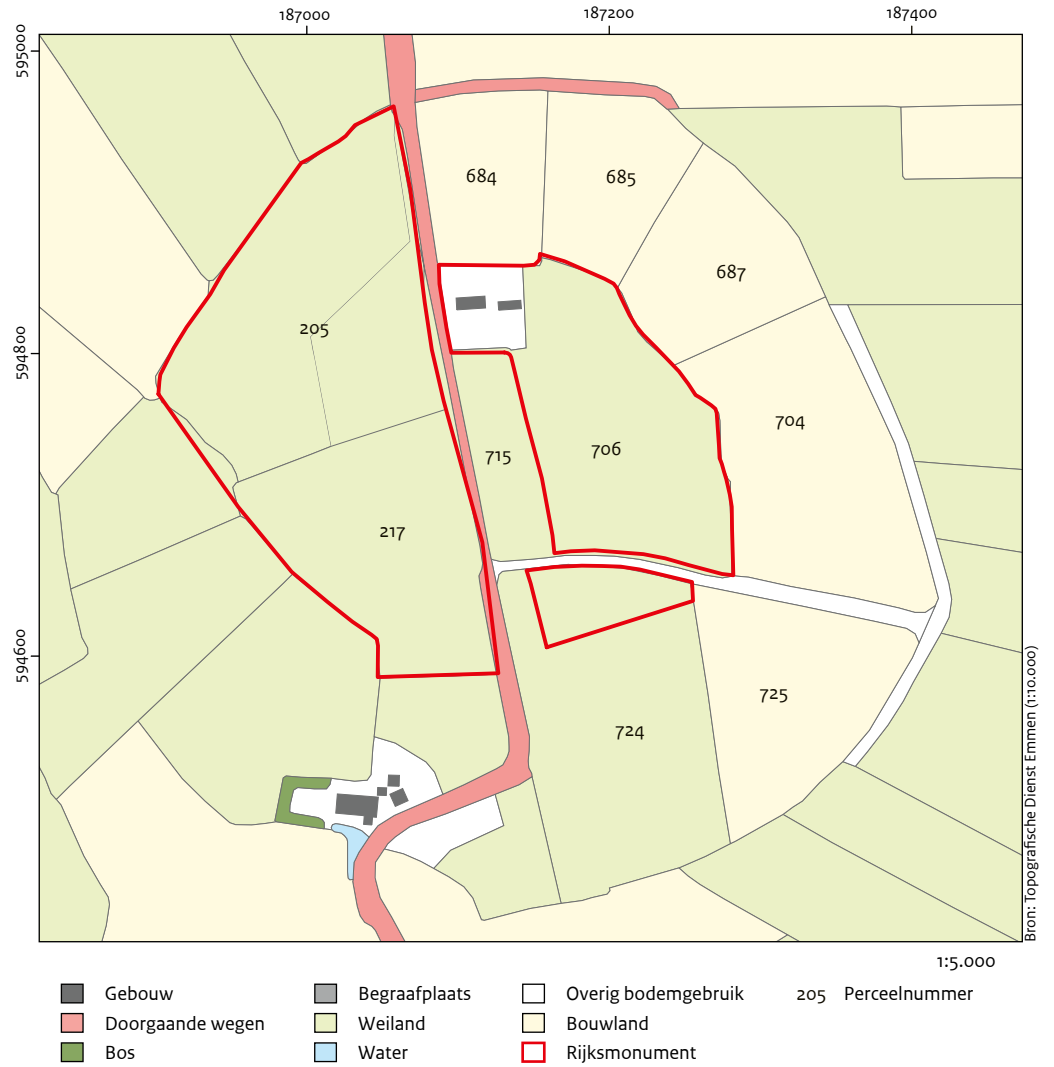 187000
187200
187400
595000
594800
594600
684
685
687
205
704
706
715
217
725
724
Bron: Topografische Dienst Emmen (1:10.000)
1:5.000
Gebouw
Begraafplaats
Overig bodemgebruik
205 Perceelnummer
Doorgaande wegen
Weiland
Bouwland
Bos
Water
Rijksmonument